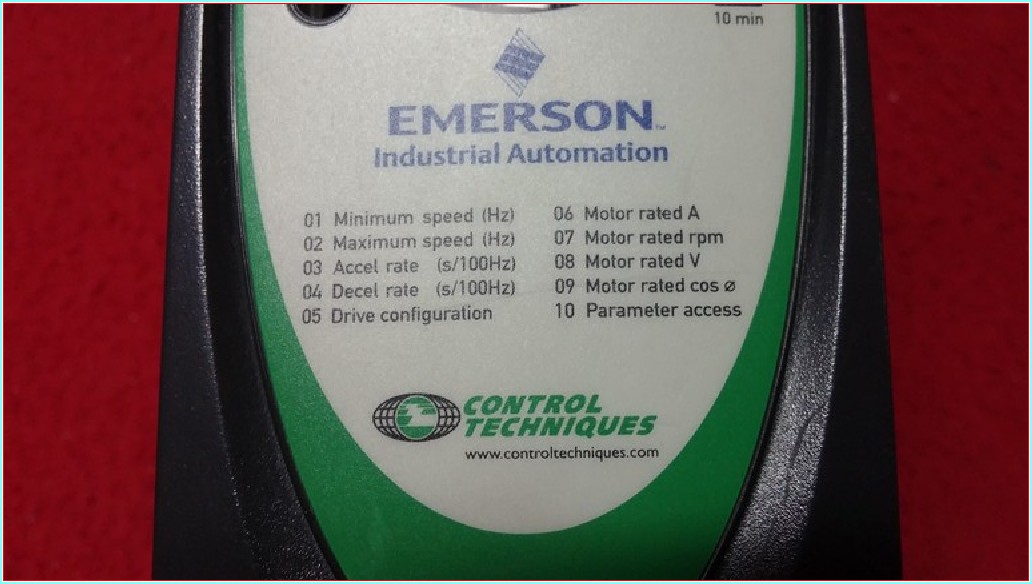 10 min
EMERSON™
Industrial Automation
01 Minimum speed (Hz)
02 Maximum speed (Hz)
03 Accel rate (s/100Hz)
04 Decel rate (s/100Hz)
05 Drive configuration
06 Motor rated A
07 Motor rated rpm
08 Motor rated V
09 Motor rated cos ø
10 Parameter access
CONTROL
TECHNIQUES
www.controltechniques.com